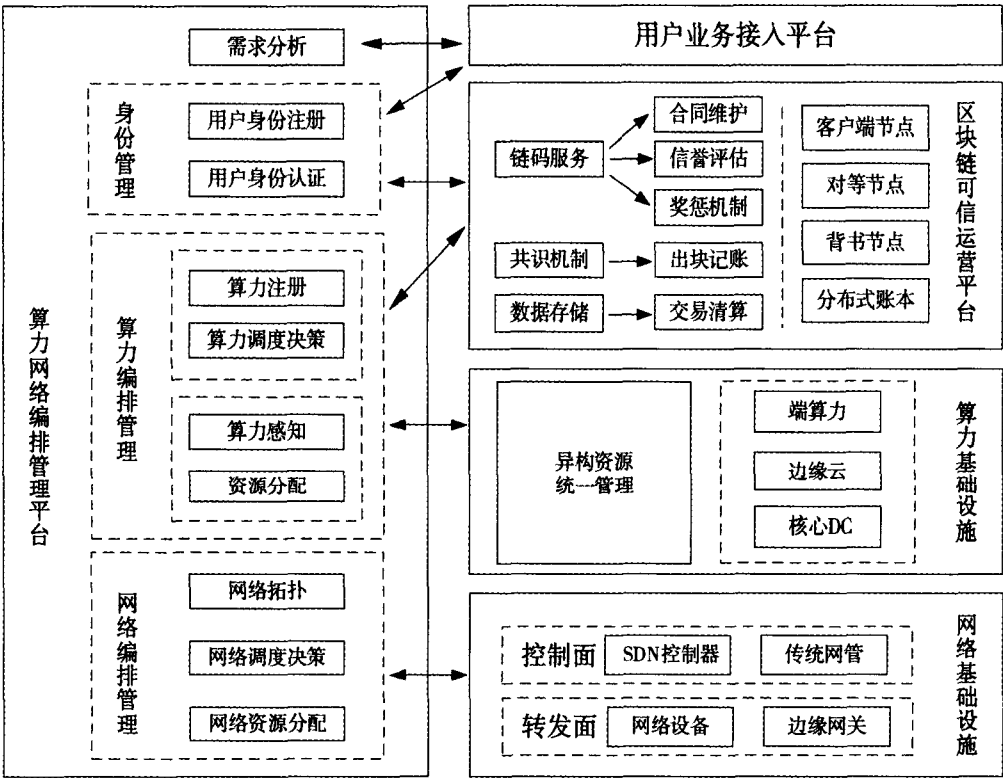 算力网络编排管理平台
需求分析
身份管理
用户身份注册
用户身份认证
算力编排管理
算力注册
算力调度决策
算力感知
资源分配
网络编排管理
网络拓扑
网络调度决策
网络资源分配
用户业务接入平台
区块链可信运营平台
链码服务
合同维护
信誉评估
奖惩机制
共识机制
出块记账
数据存储
交易清算
客户端节点
对等节点
背书节点
分布式账本
算力基础设施
异构资源
统一管理
端算力
边缘云
核心DC
网络基础设施
控制面
SDN控制器
传统网管
转发面
网络设备
边缘网关